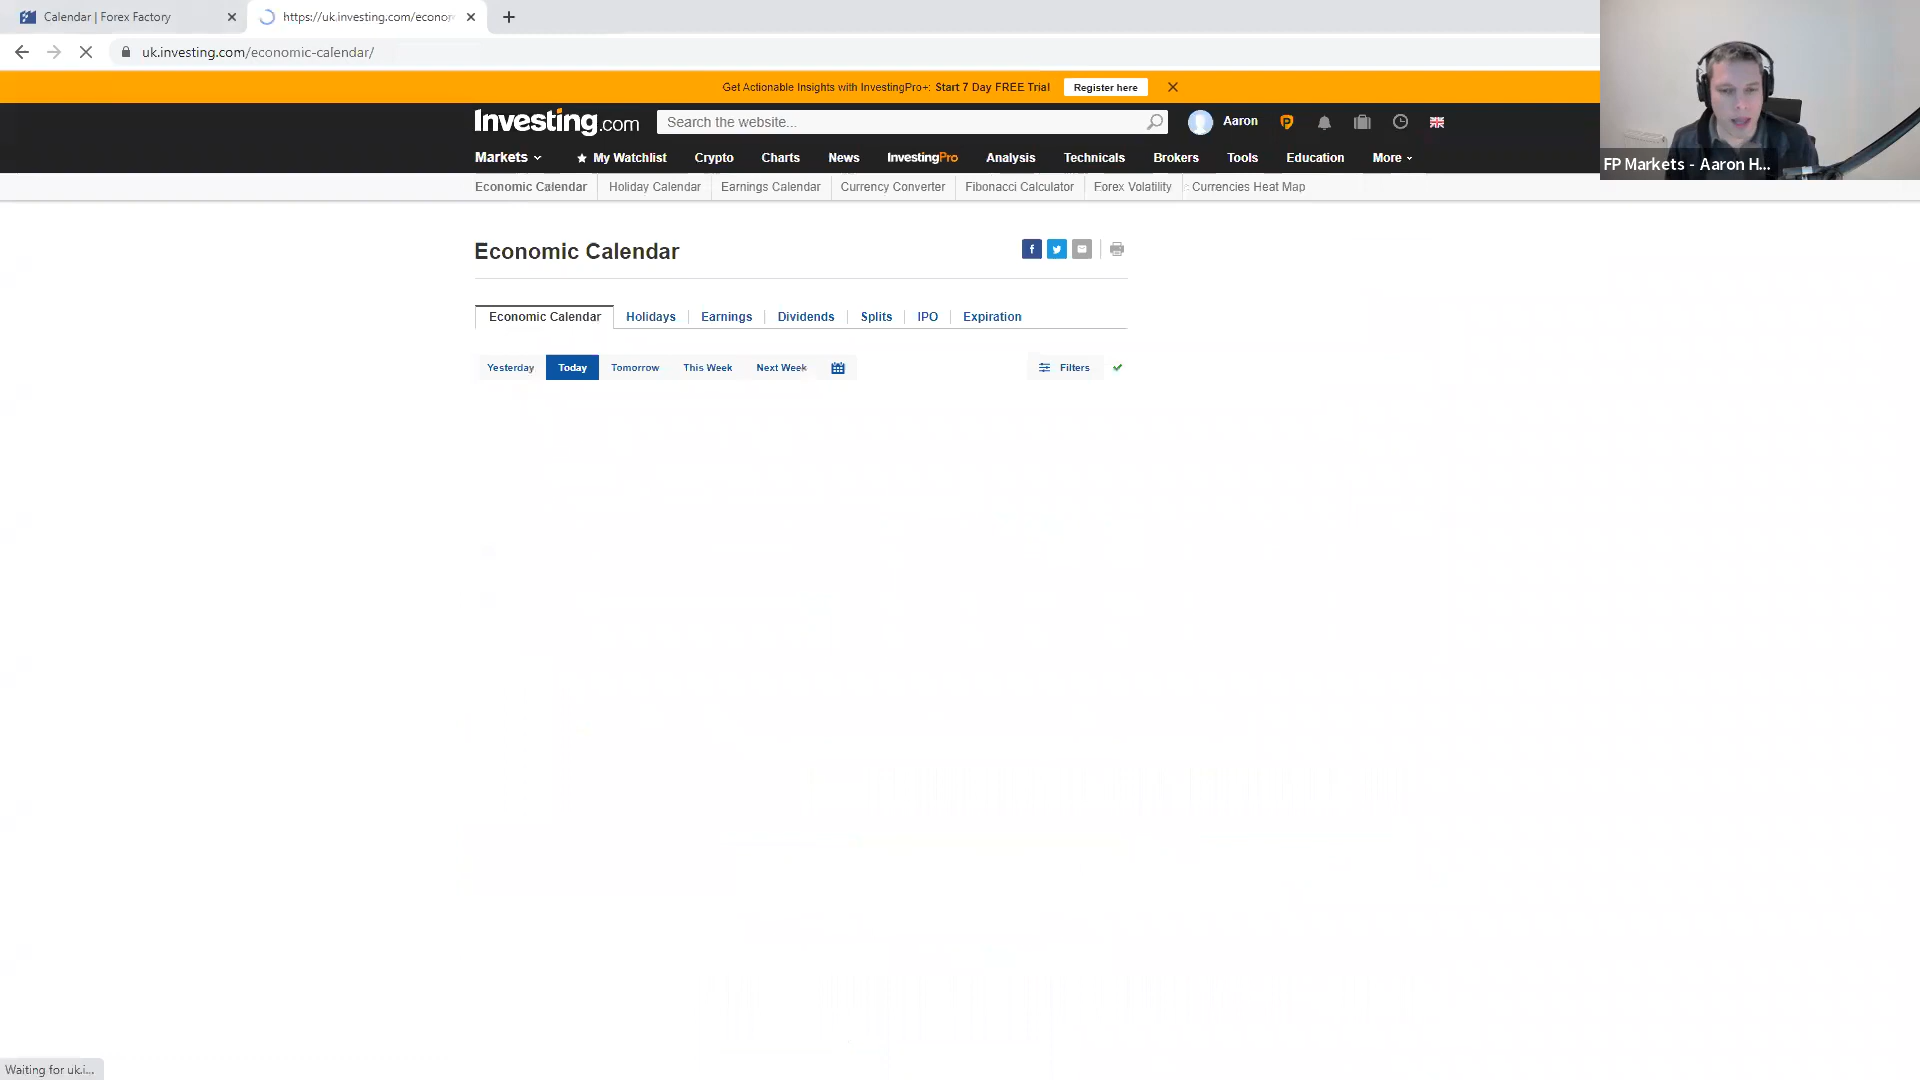 Calendar | Forex Factory
https://uk.investing.com/econo
uk.investing.com/economic-calendar/
Get Actionable Insights with InvestingPro+: Start 7 Day FREE Trial
Register here
Investing.com
Search the website...
Aaron
Markets
My Watchlist
Crypto
Charts
News
InvestingPro
Analysis
Technicals
Brokers
Tools
Education
More
FP Markets - Aaron H...
Economic Calendar
Holiday Calendar
Earnings Calendar
Currency Converter
Fibonacci Calculator
Forex Volatility
Currencies Heat Map
Economic Calendar
Economic Calendar
Holidays
Earnings
Dividends
Splits
IPO
Expiration
Yesterday
Today
Tomorrow
This Week
Next Week
Filters
Waiting for uk.i...